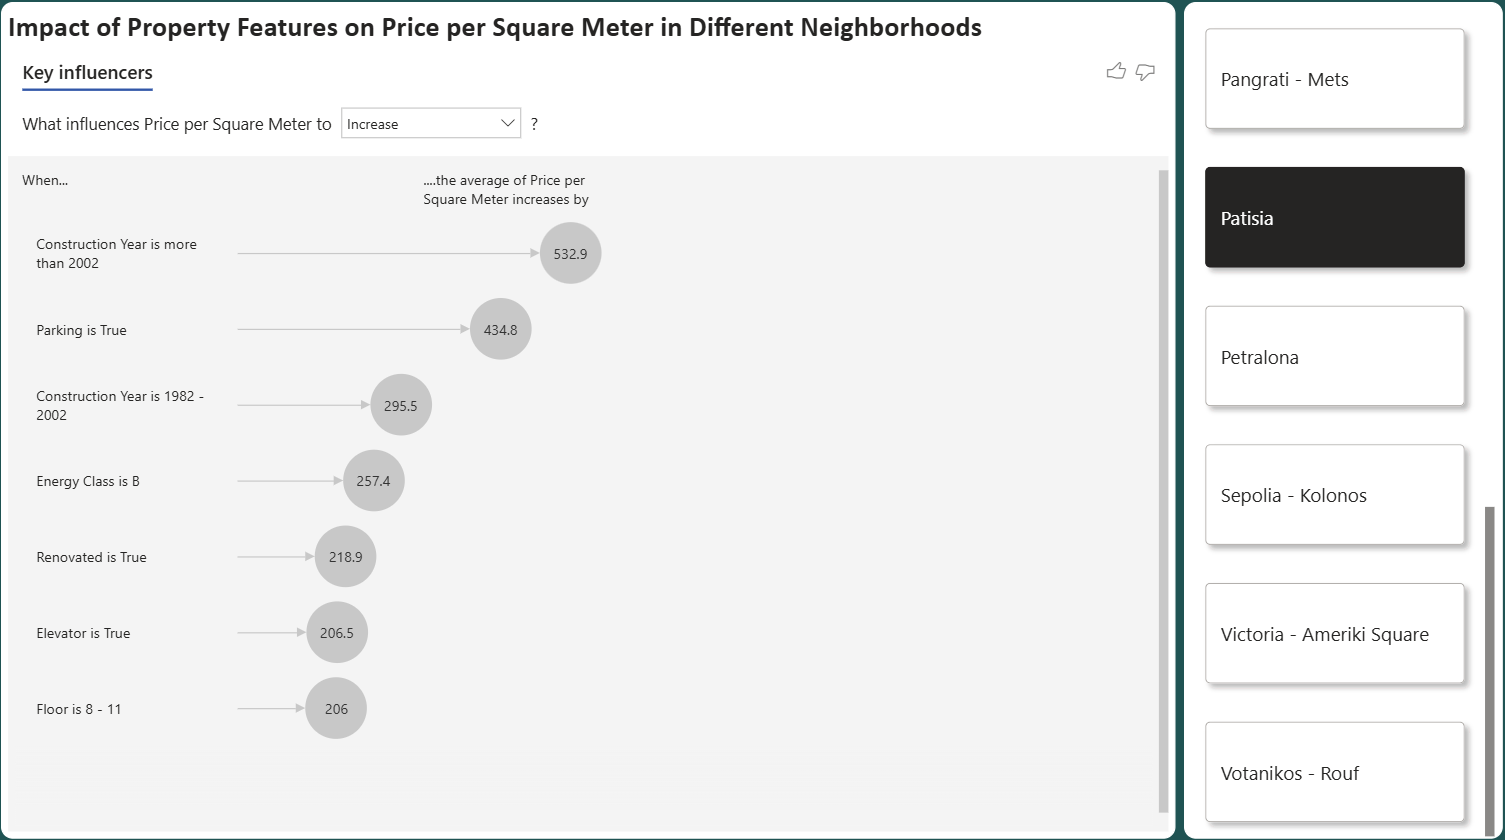 Impact of Property Features on Price per Square Meter in Different Neighborhoods
Key influencers
What influences Price per Square Meter to Increase ?
When...
....the average of Price per
Square Meter increases by
Construction Year is more
than 2002
532.9
Parking is True
434.8
Construction Year is 1982 -
2002
295.5
Energy Class is B
257.4
Renovated is True
218.9
Elevator is True
206.5
Floor is 8 - 11
206
Pangrati - Mets
Patisia
Petralona
Sepolia - Kolonos
Victoria - Ameriki Square
Votanikos - Rouf